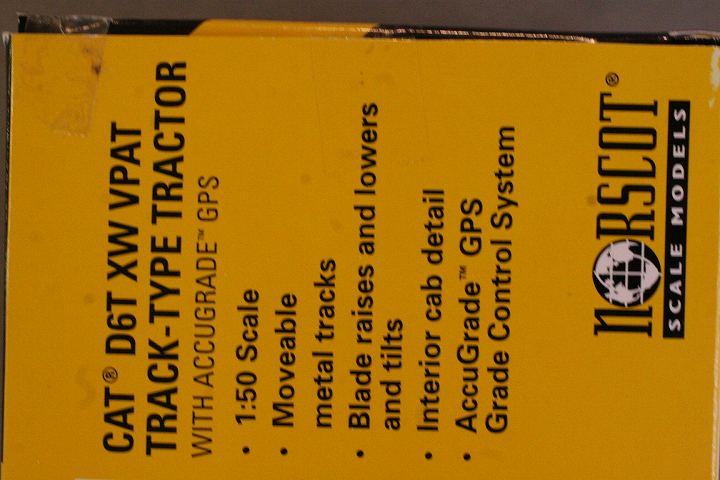 CAT® D6T XW VPAT
TRACK-TYPE TRACTOR
WITH ACCUGRADE™ GPS
• 1:50 Scale
• Moveable
metal tracks
• Blade raises and lowers
and tilts
• Interior cab detail
• AccuGrade™ GPS
Grade Control System
nORSCOT®
SCALE MODELS